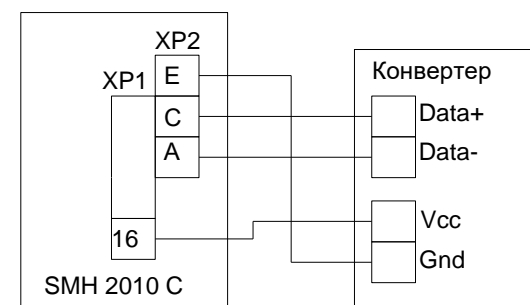 XP2
XP1
E
Конвертер
C
Data+
A
Data-
Vcc
16
Gnd
SMH 2010 C